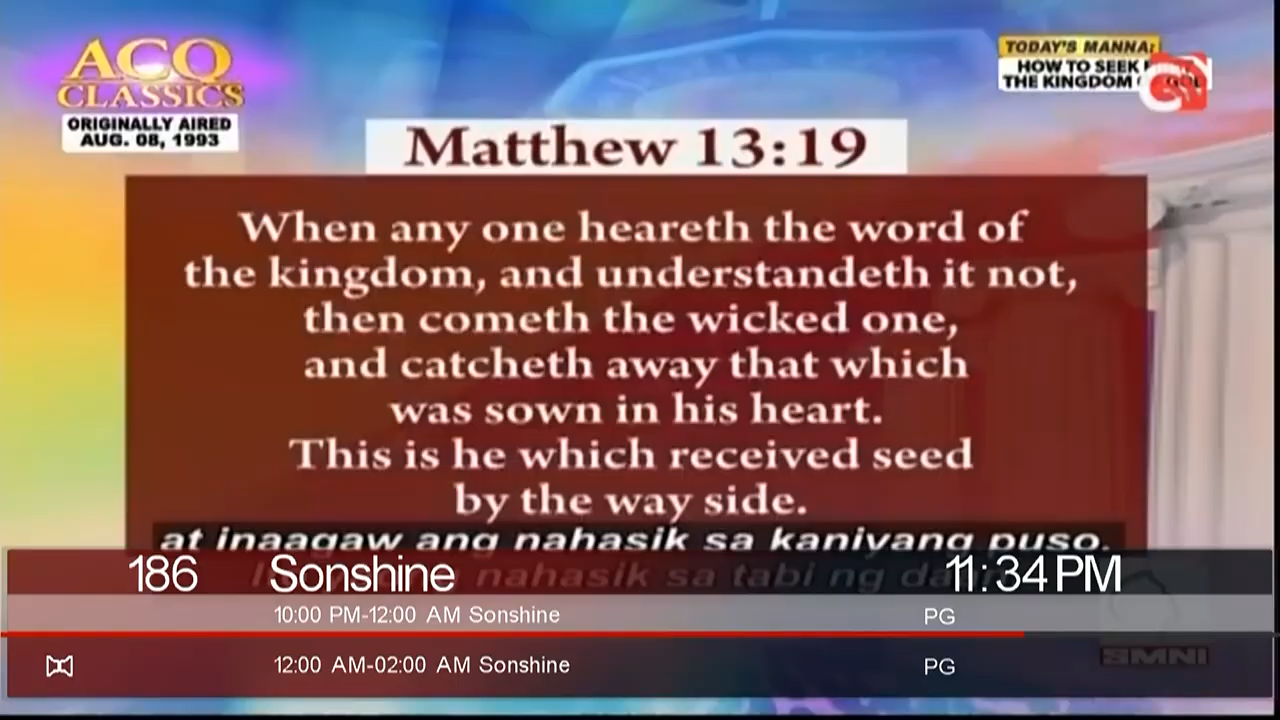 ACQ
CLASSICS
ORIGINALLY AIRED
AUG. 08, 1993
TODAY'S MANNA:
HOW TO SEEK
THE KINGDOM
Matthew 13:19
When any one heareth the word of
the kingdom, and understandeth it not,
then cometh the wicked one,
and catcheth away that which
was sown in his heart.
This is he which received seed
by the way side.
at inaagaw ang nahasik sa kaniyang puso.
nahasik sa tabi ng
186 Sonshine 11:34 PM
10:00 PM-12:00 AM Sonshine PG
12:00 AM-02:00 AM Sonshine PG
SMNI